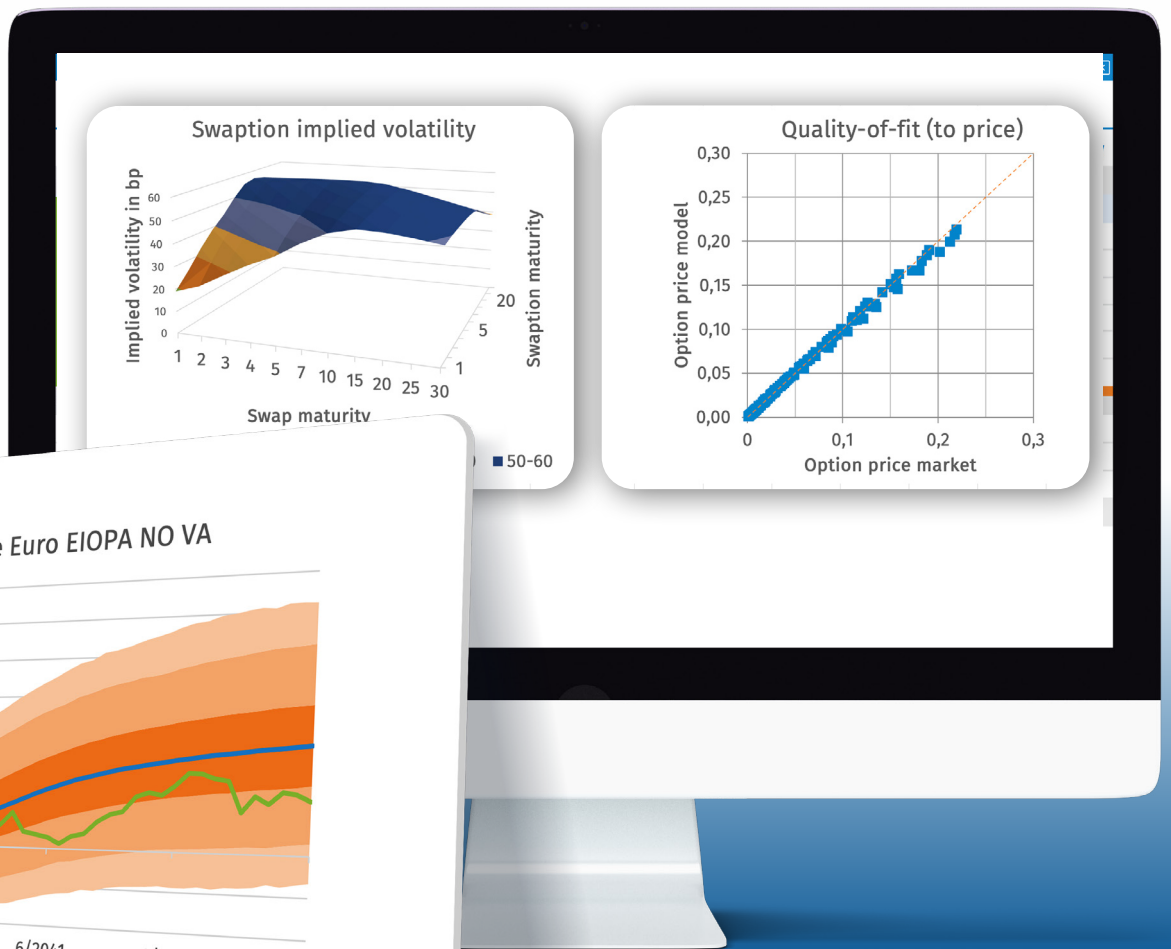 Swaption implied volatility
Implied volatility in bp
60
50
40
30
20
10
0
1 2 3 4 5 7 10 15 20 25 30
Swap maturity
1
5
20
Swaption maturity
50-60
Quality-of-fit (to price)
Option price model
0,30
0,25
0,20
0,15
0,10
0,05
0,00
0 0,1 0,2 0,3
Option price market
Euro EIOPA NO VA
6/2041